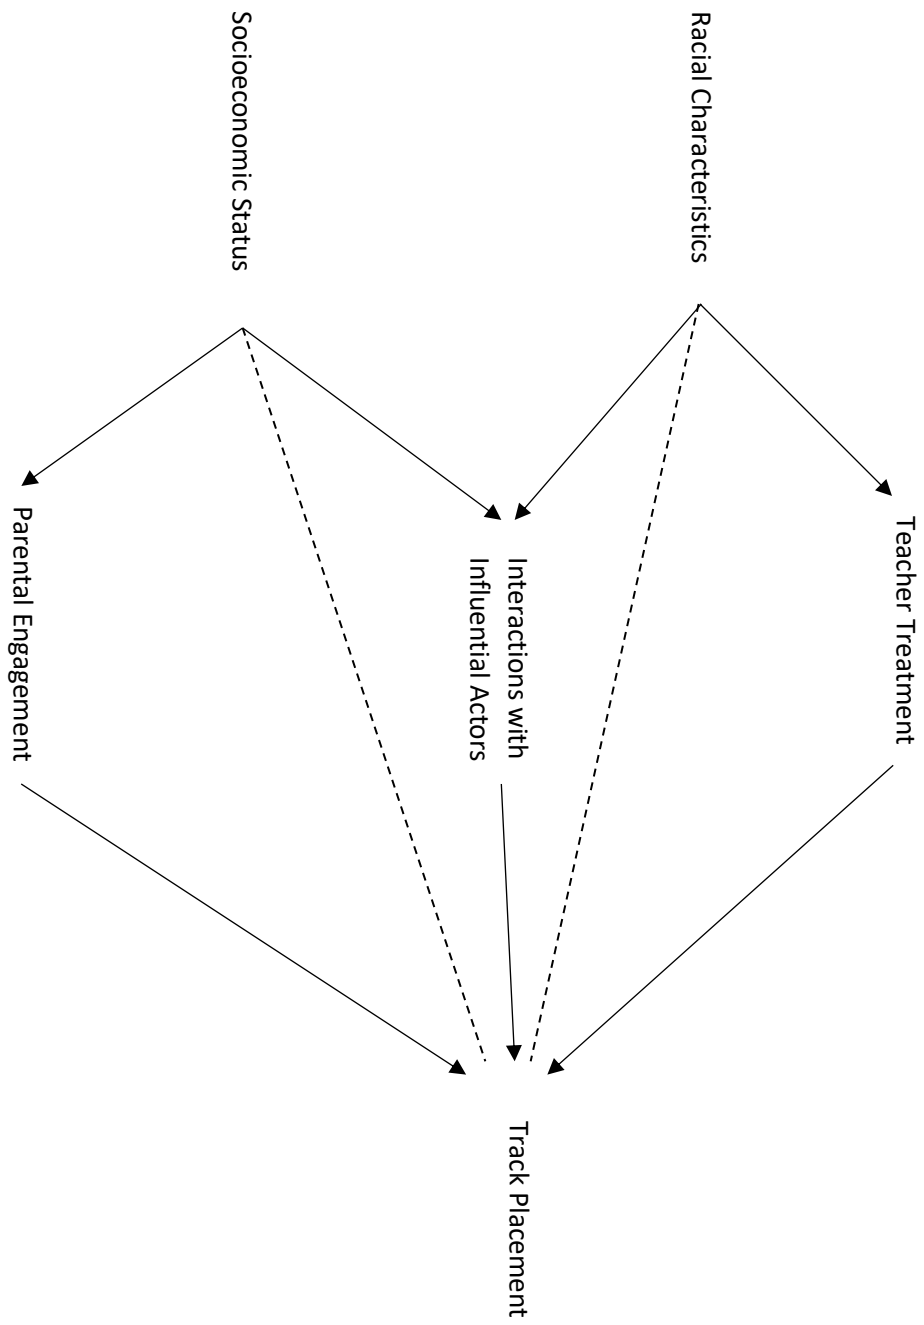 Racial Characteristics
Socioeconomic Status
Teacher Treatment
Interactions with
Influential Actors
Parental Engagement
Track Placement